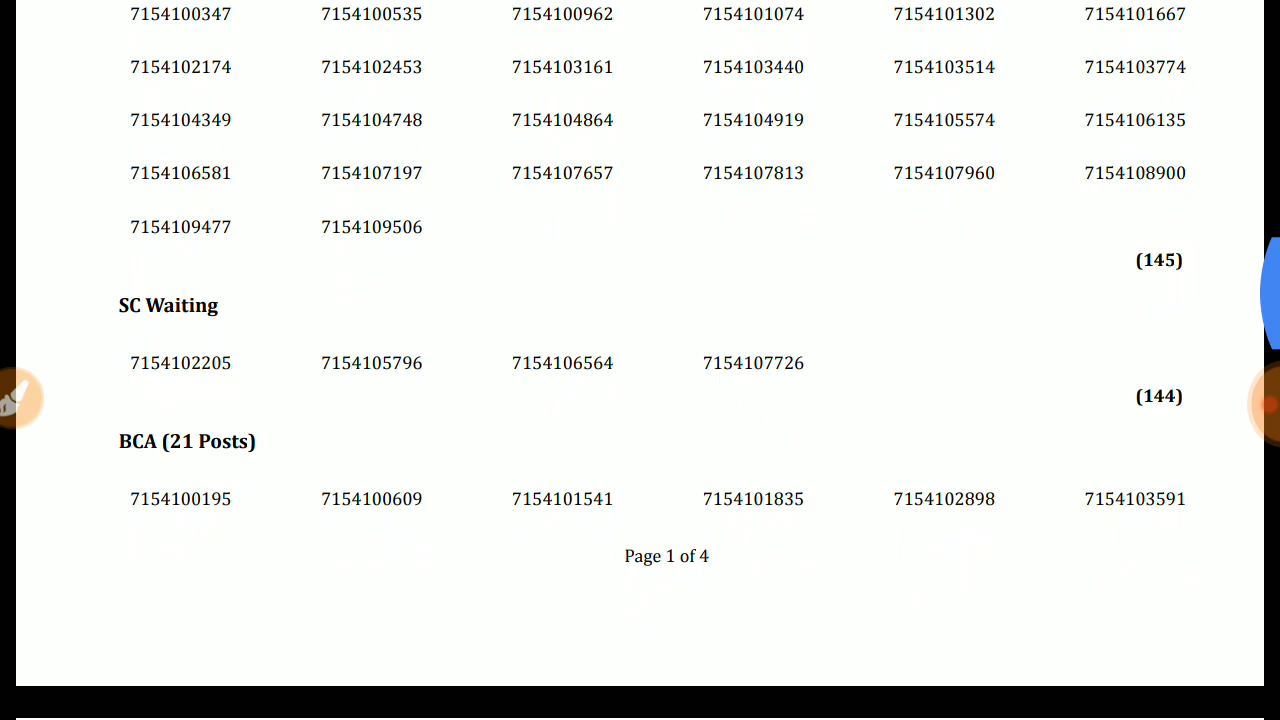 7154100347 7154100535 7154100962 7154101074 7154101302 7154101667
7154102174 7154102453 7154103161 7154103440 7154103514 7154103774
7154104349 7154104748 7154104864 7154104919 7154105574 7154106135
7154106581 7154107197 7154107657 7154107813 7154107960 7154108900
7154109477 7154109506
(145)
SC Waiting
7154102205 7154105796 7154106564 7154107726
(144)
BCA (21 Posts)
7154100195 7154100609 7154101541 7154101835 7154102898 7154103591
Page 1 of 4